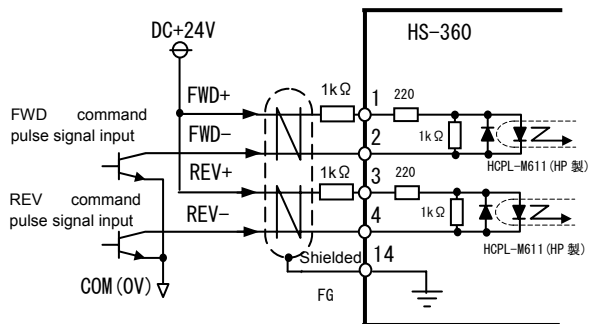 DC+24V
HS-360
FWD+
1kΩ
1
220
FWD command
pulse signal input
FWD-
2
1kΩ
HCPL-M611(HP 製)
REV+
1kΩ
3
220
REV command
pulse signal input
REV-
4
1kΩ
HCPL-M611(HP 製)
Shielded
14
COM(0V)
FG